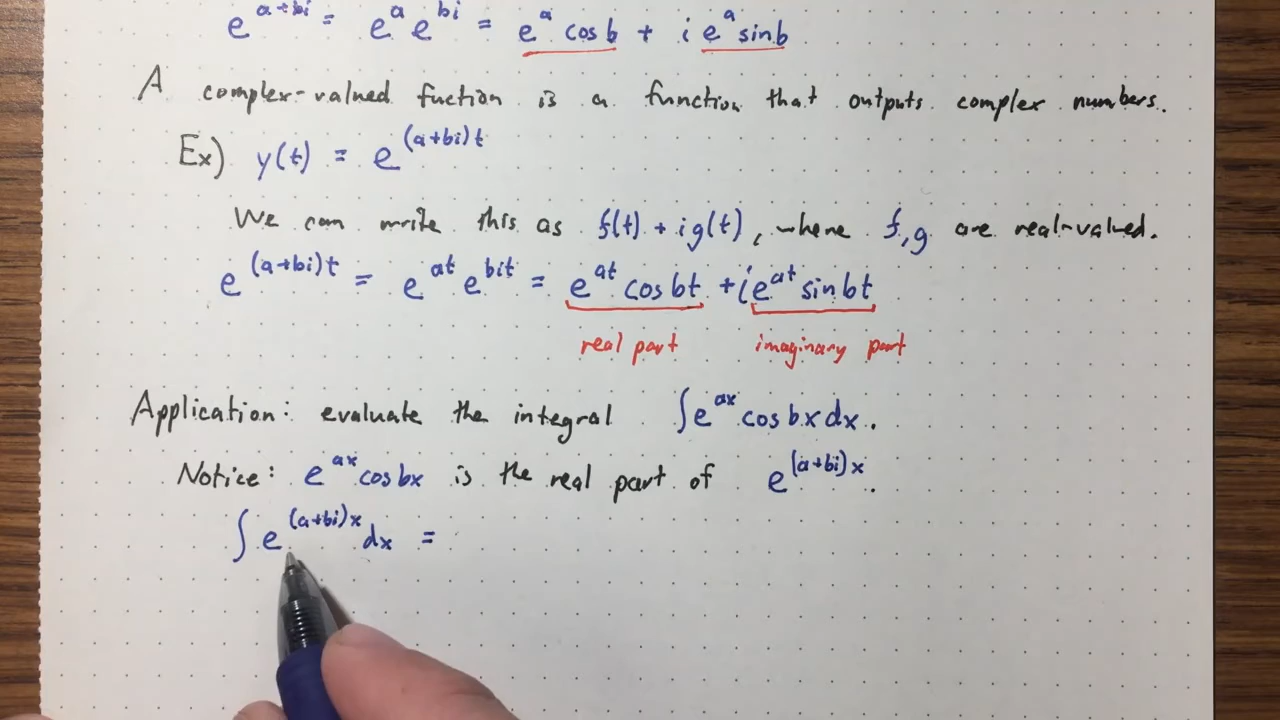 e^{a+bi} = e^a e^{bi} = e^a cos b + i e^a sin b
A complex-valued fuction is a function that outputs complex numbers.
Ex) y(t) = e^{(a+bi)t}
We can write this as f(t) + ig(t), where f,g are real-valued.
e^{(a+bi)t} = e^{at} e^{bit} = e^{at} cos bt + i e^{at} sin bt
real part imaginary part
Application: evaluate the integral ∫e^{ax} cos bx dx.
Notice: e^{ax} cos bx is the real part of e^{(a+bi)x}.
∫ e^{(a+bi)x} dx =